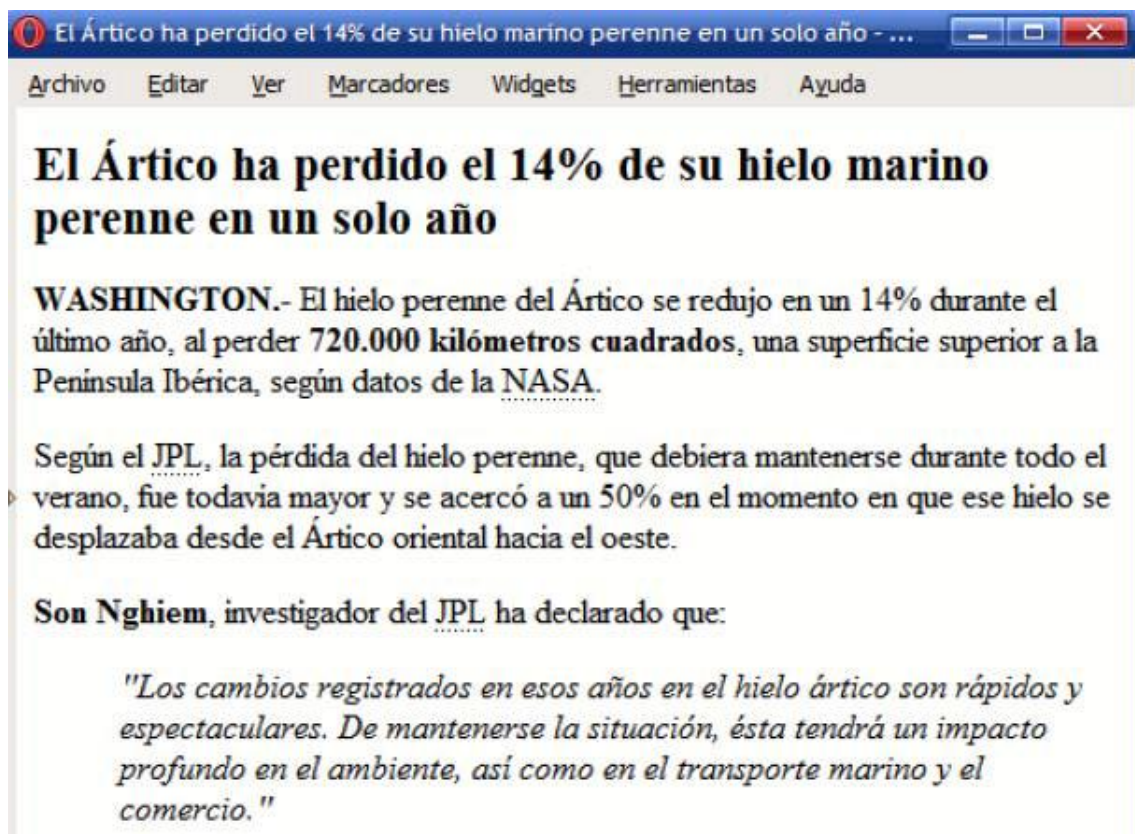 El Ártico ha perdido el 14% de su hielo marino perenne en un solo año - ...
Archivo Editar Ver Marcadores Widgets Herramientas Ayuda
El Ártico ha perdido el 14% de su hielo marino
perenne en un solo año
WASHINGTON.- El hielo perenne del Ártico se redujo en un 14% durante el
último año, al perder 720.000 kilómetros cuadrados, una superficie superior a la
Península Ibérica, según datos de la NASA.
Según el JPL, la pérdida del hielo perenne, que debiera mantenerse durante todo el
verano, fue todavía mayor y se acercó a un 50% en el momento en que ese hielo se
desplazaba desde el Ártico oriental hacia el oeste.
Son Nghiem, investigador del JPL ha declarado que:
"Los cambios registrados en esos años en el hielo ártico son rápidos y
espectaculares. De mantenerse la situación, ésta tendrá un impacto
profundo en el ambiente, así como en el transporte marino y el
comercio."